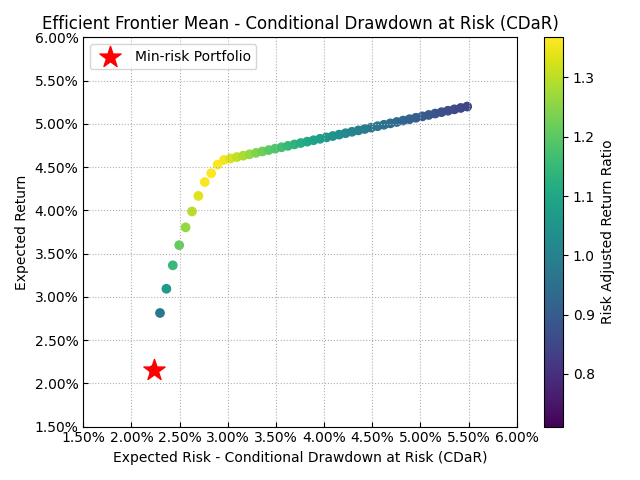 Efficient Frontier Mean - Conditional Drawdown at Risk (CDaR)
Min-risk Portfolio
6.00%
5.50%
5.00%
4.50%
4.00%
3.50%
3.00%
2.50%
2.00%
1.50%
Expected Return
1.50% 2.00% 2.50% 3.00% 3.50% 4.00% 4.50% 5.00% 5.50% 6.00%
Expected Risk - Conditional Drawdown at Risk (CDaR)
1.3
1.2
1.1
1.0
0.9
0.8
Risk Adjusted Return Ratio